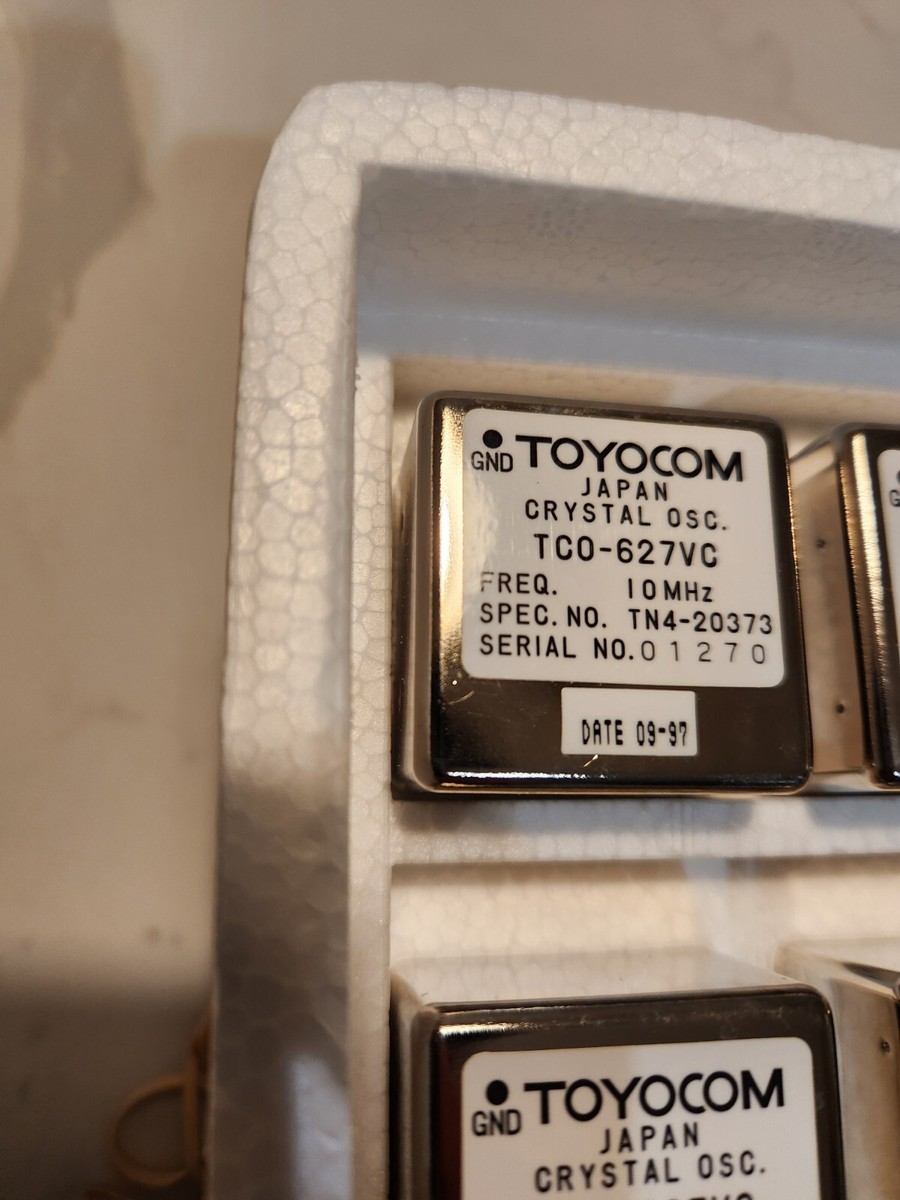 TOYOCOM
GND
JAPAN
CRYSTAL OSC.
TCO-627VC
FREQ. 10MHz
SPEC.NO. TN4-20373
SERIAL NO.01270
DATE 09-97
TOYOCOM
GND
JAPAN
CRYSTAL OSC.